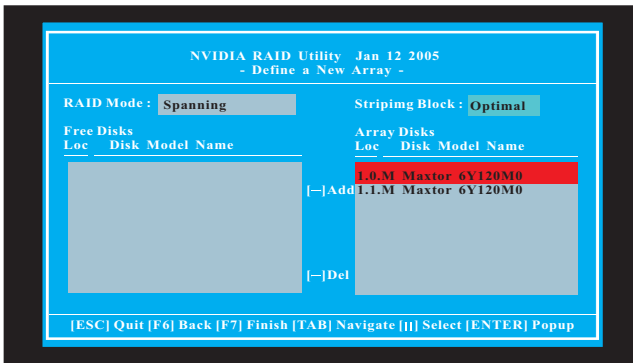 NVIDIA RAID Utility Jan 12 2005
- Define a New Array -
RAID Mode : Spanning
Stripimg Block : Optimal
Free Disks
Loc Disk Model Name
Array Disks
Loc Disk Model Name
1.0.M Maxtor 6Y120M0
[—]Add
1.1.M Maxtor 6Y120M0
[—]Del
[ESC] Quit [F6] Back [F7] Finish [TAB] Navigate [||] Select [ENTER] Popup